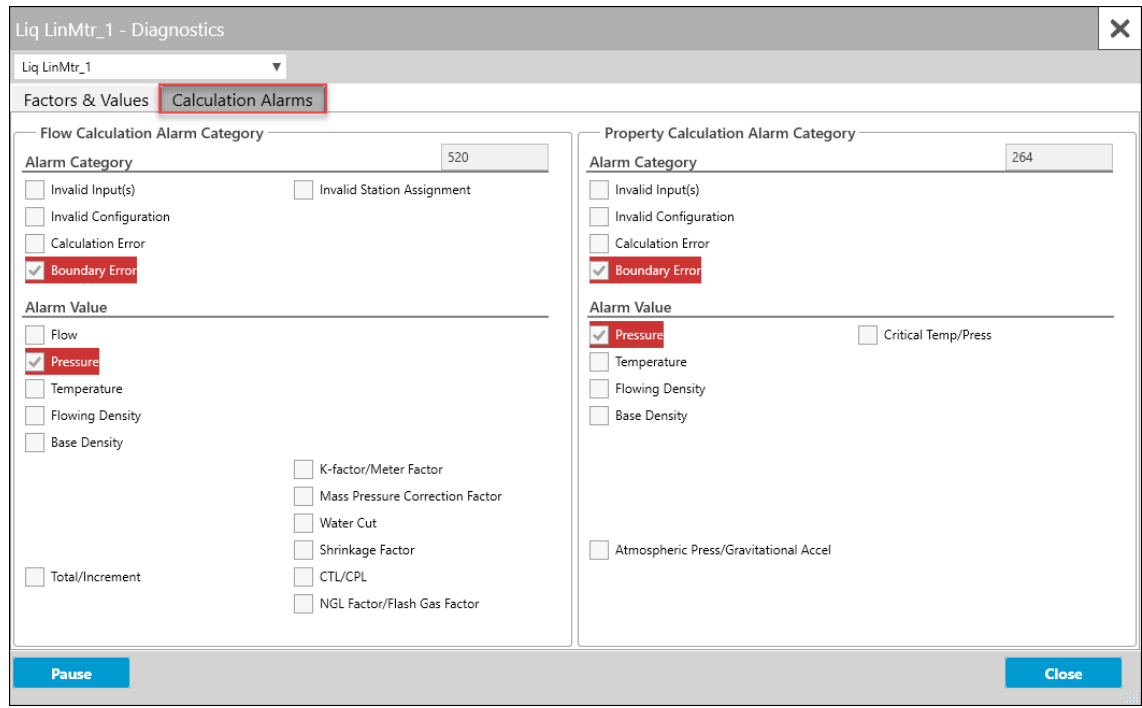 Liq LinMtr_1 - Diagnostics
Liq LinMtr_1
Factors & Values
Calculation Alarms
Flow Calculation Alarm Category
Alarm Category
520
Invalid Input(s)
Invalid Station Assignment
Invalid Configuration
Calculation Error
Boundary Error
Alarm Value
Flow
Pressure
Temperature
Flowing Density
Base Density
K-factor/Meter Factor
Mass Pressure Correction Factor
Water Cut
Shrinkage Factor
Total/Increment
CTL/CPL
NGL Factor/Flash Gas Factor
Property Calculation Alarm Category
Alarm Category
264
Invalid Input(s)
Invalid Configuration
Calculation Error
Boundary Error
Alarm Value
Pressure
Critical Temp/Press
Temperature
Flowing Density
Base Density
Atmospheric Press/Gravitational Accel
Pause
Close